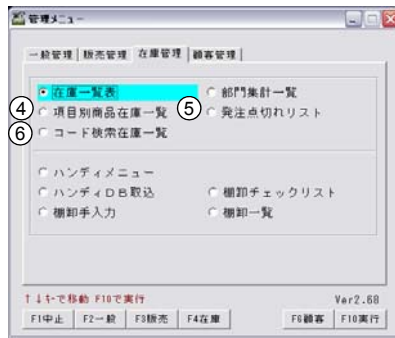 管理メニュー
一般管理 販売管理 在庫管理 顧客管理
在庫一覧表 部門集計一覧
④ 項目別商品在庫一覧 ⑤ 発注点切れリスト
⑥ コード検索在庫一覧
ハンディメニュー
ハンディDB取込 棚卸チェックリスト
棚卸手入力 棚卸一覧
↑↓キーで移動 F10で実行 Ver2.68
F1中止 F2一般 F3販売 F4在庫 F6顧客 F10実行